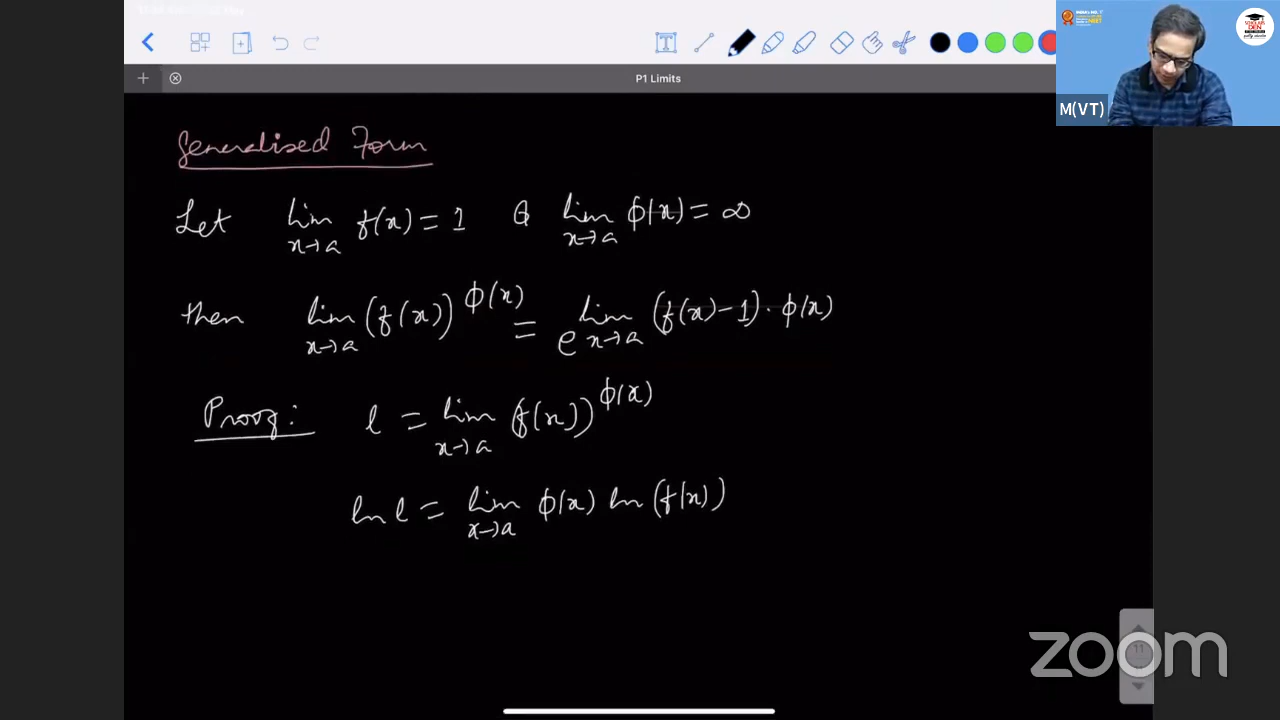 P1 Limits
M(VT)
Generalised Form
Let lim x→a f(x) = 1 & lim x→a ϕ(x) = ∞
then lim x→a (f(x))^ϕ(x) = e^lim x→a (f(x)-1)·ϕ(x)
Proof: l = lim x→a (f(x))^ϕ(x)
ln l = lim x→a ϕ(x) ln (f(x))
11
zoom